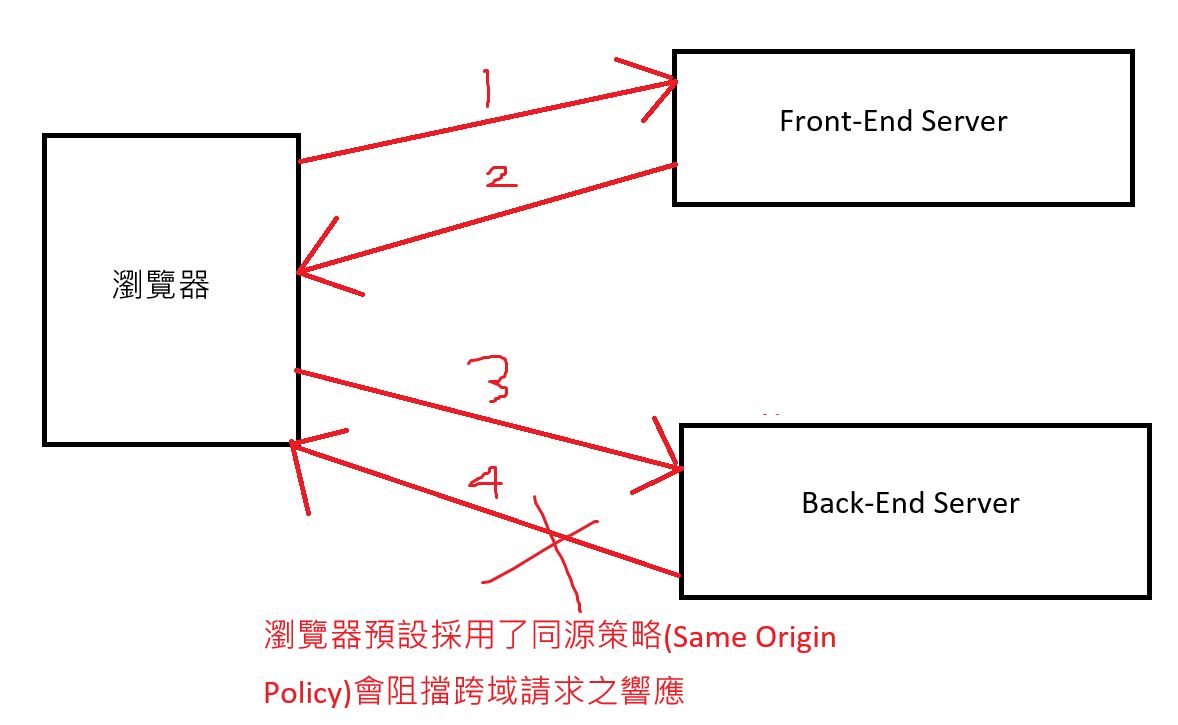 1
Front-End Server
2
瀏覽器
3
4
Back-End Server
瀏覽器預設採用了同源策略(Same Origin
Policy)會阻擋跨域請求之響應